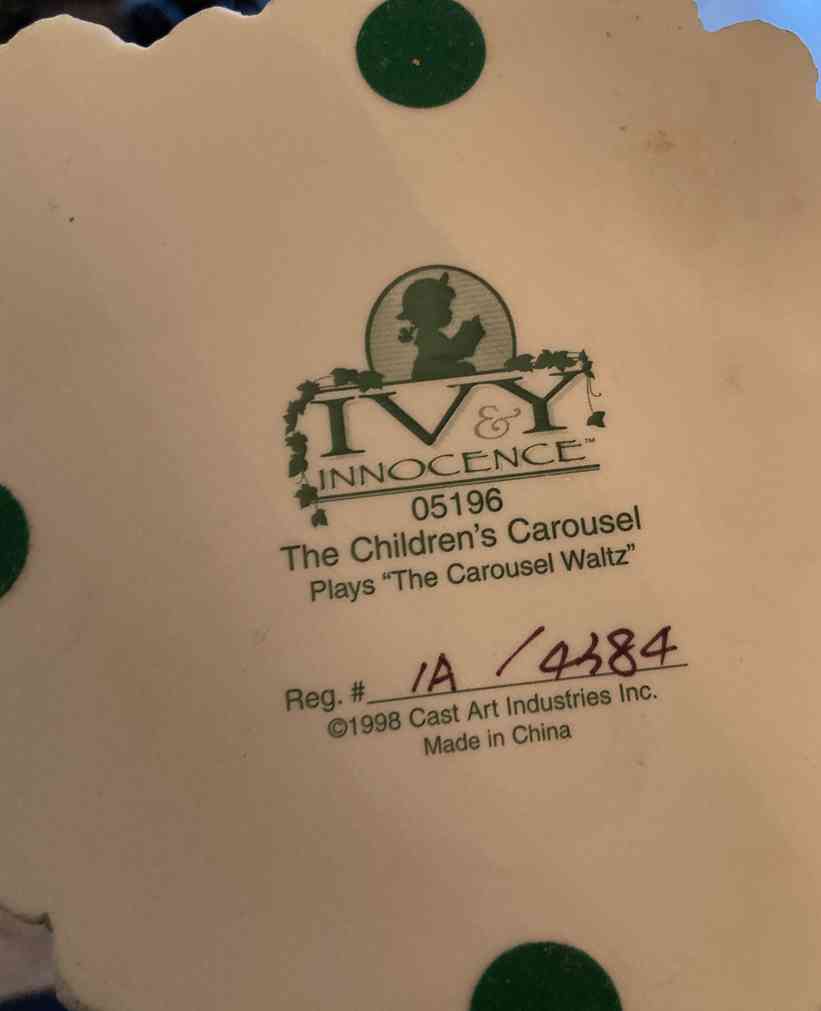 IV&Y
INNOCENCE™
05196
The Children's Carousel
Plays “The Carousel Waltz”
Reg. # 1A / 4384
©1998 Cast Art Industries Inc.
Made in China